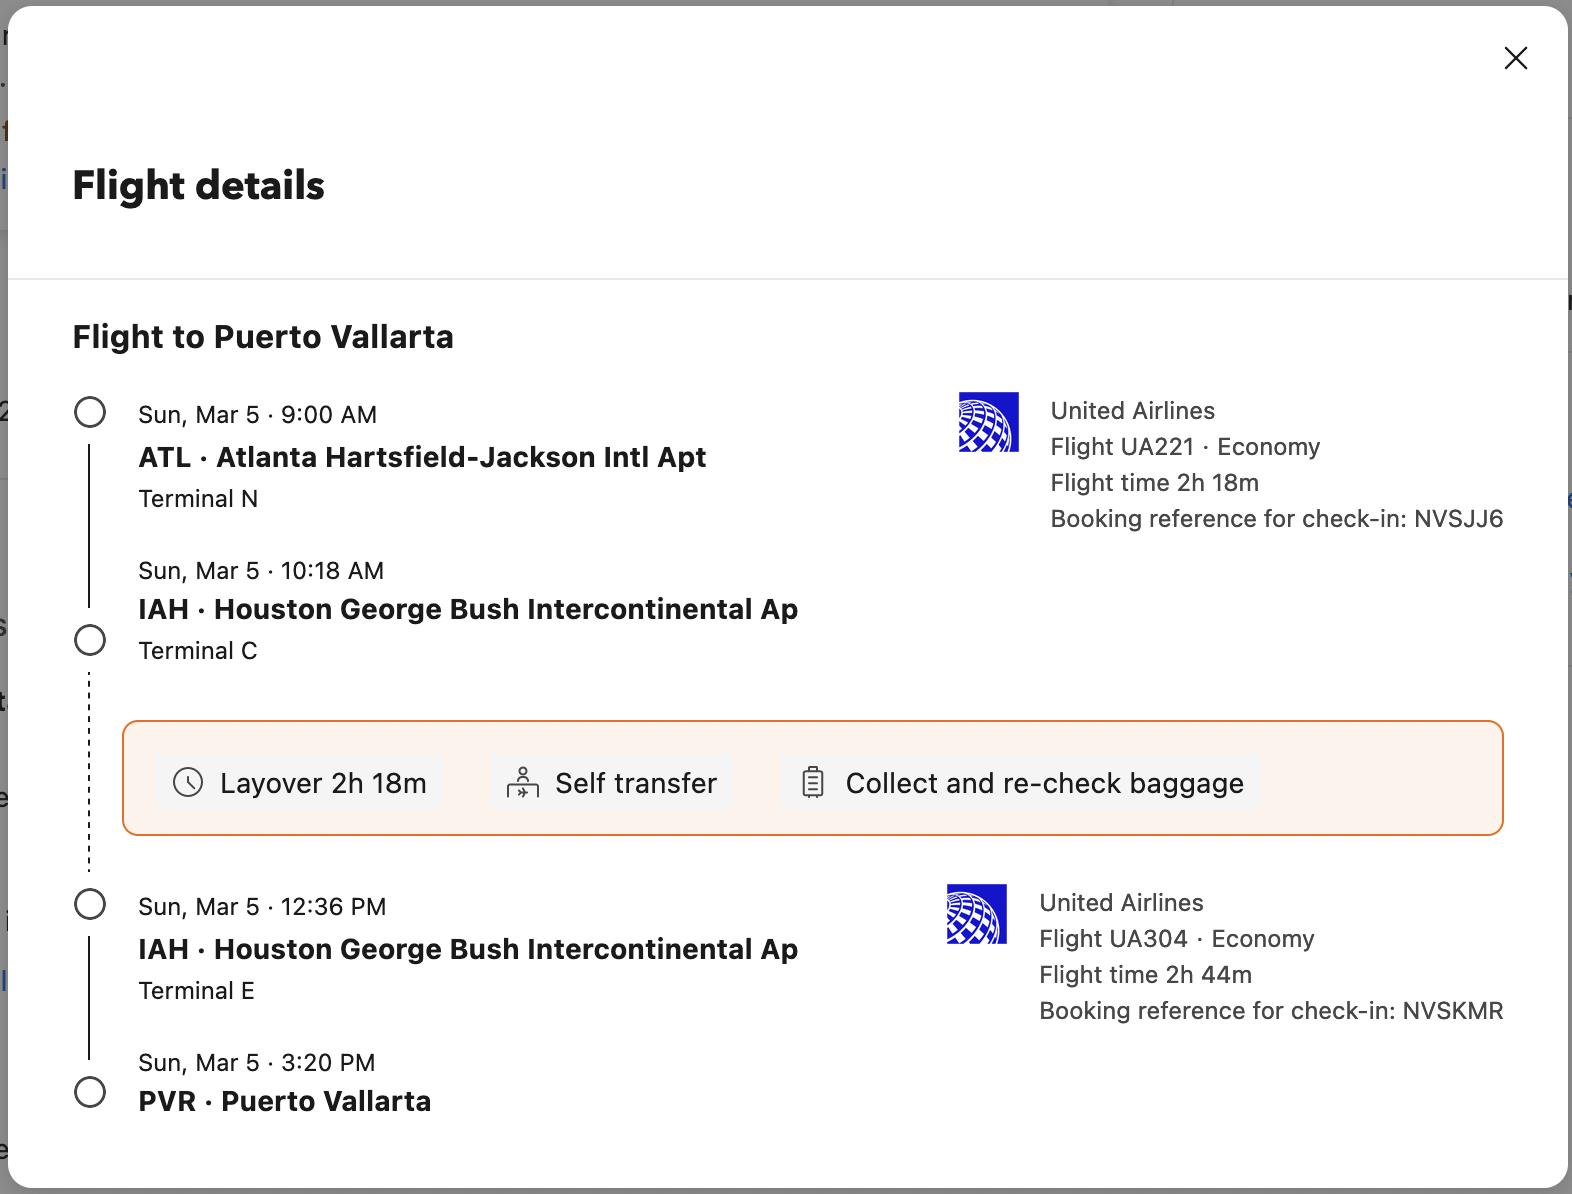 Flight details
Flight to Puerto Vallarta
Sun, Mar 5 · 9:00 AM
ATL · Atlanta Hartsfield-Jackson Intl Apt
Terminal N
United Airlines
Flight UA221 · Economy
Flight time 2h 18m
Booking reference for check-in: NVSJJ6
Sun, Mar 5 · 10:18 AM
IAH · Houston George Bush Intercontinental Ap
Terminal C
Layover 2h 18m Self transfer Collect and re-check baggage
Sun, Mar 5 · 12:36 PM
IAH · Houston George Bush Intercontinental Ap
Terminal E
United Airlines
Flight UA304 · Economy
Flight time 2h 44m
Booking reference for check-in: NVSKMR
Sun, Mar 5 · 3:20 PM
PVR · Puerto Vallarta